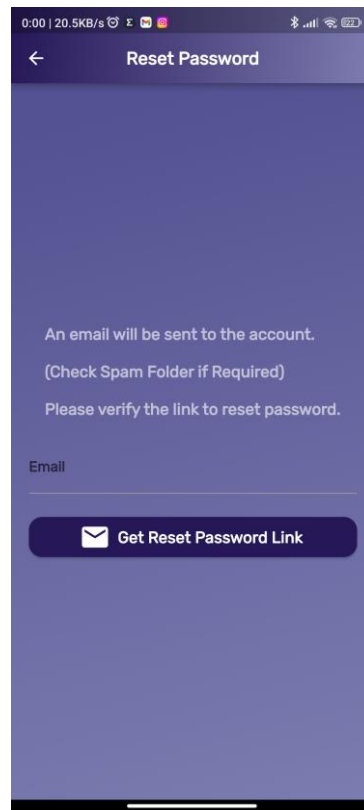 0:00 | 20.5KB/s Σ M 22
Reset Password
An email will be sent to the account.
(Check Spam Folder if Required)
Please verify the link to reset password.
Email
Get Reset Password Link